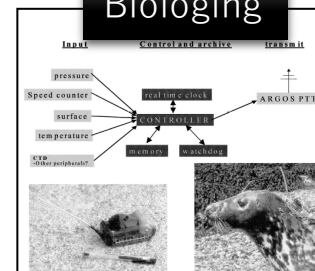 Biologing
Input Control and archive transmit
pressure
Speed counter
surface
temperature
CTD
-Other peripherals?
real time clock
CONTROLLER
memory watchdog
ARGOS PTT